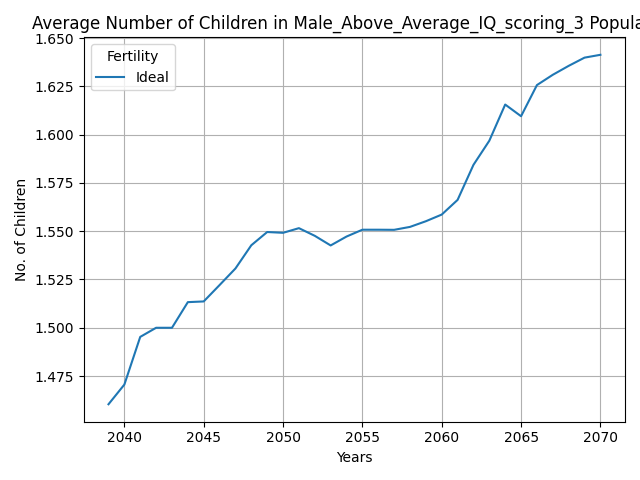 Average Number of Children in Male_Above_Average_IQ_scoring_3 Popula
Fertility
Ideal
No. of Children
1.650
1.625
1.600
1.575
1.550
1.525
1.500
1.475
2040 2045 2050 2055 2060 2065 2070
Years